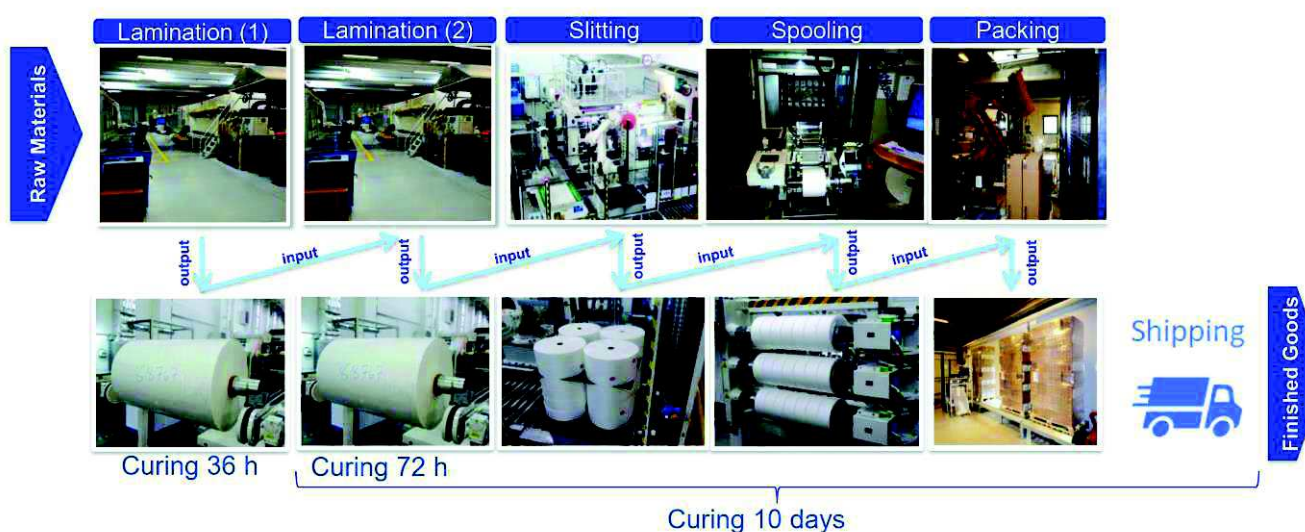 Lamination (1)
Lamination (2)
Slitting
Spooling
Packing
Raw Materials
output
input
output
input
output
input
output
input
output
Shipping
Finished Goods
Curing 36 h
Curing 72 h
Curing 10 days